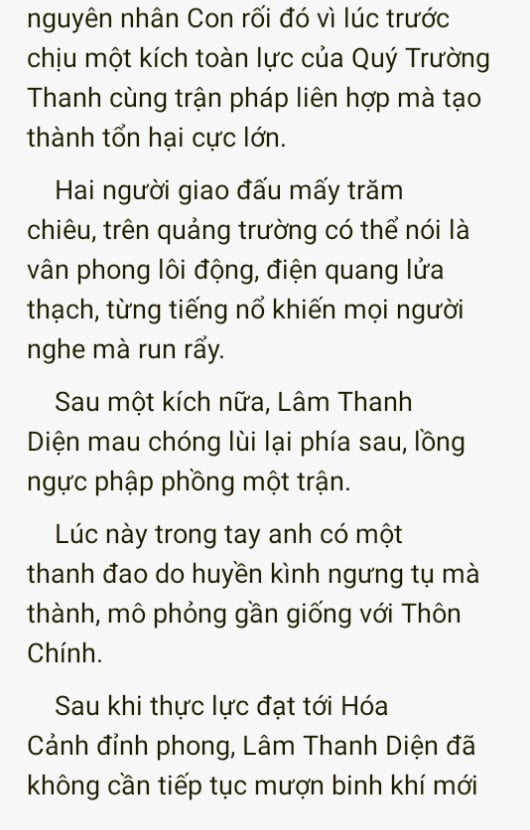 nguyên nhân Con rối đó vì lúc trước
chịu một kích toàn lực của Quý Trường
Thanh cùng trận pháp liên hợp mà tạo
thành tổn hại cực lớn.
Hai người giao đấu mấy trăm
chiêu, trên quảng trường có thể nói là
vân phong lôi động, điện quang lửa
thạch, từng tiếng nổ khiến mọi người
nghe mà run rẩy.
Sau một kích nữa, Lâm Thanh
Diện mau chóng lùi lại phía sau, lồng
ngực phập phồng một trận.
Lúc này trong tay anh có một
thanh đao do huyền kình ngưng tụ mà
thành, mô phỏng gần giống với Thôn
Chính.
Sau khi thực lực đạt tới Hóa
Cảnh đỉnh phong, Lâm Thanh Diện đã
không cần tiếp tục mượn binh khí mới